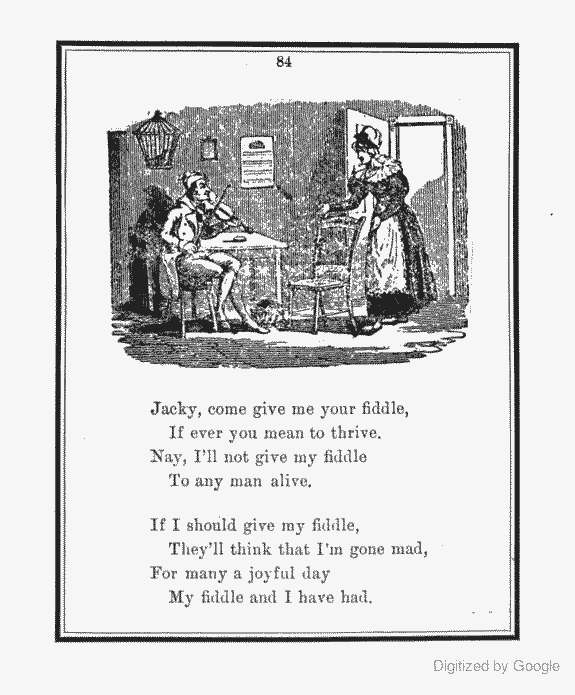 84
Jacky, come give me your fiddle,
If ever you mean to thrive.
Nay, I'll not give my fiddle
To any man alive.
If I should give my fiddle,
They'll think that I'm gone mad,
For many a joyful day
My fiddle and I have had.
Digitized by Google